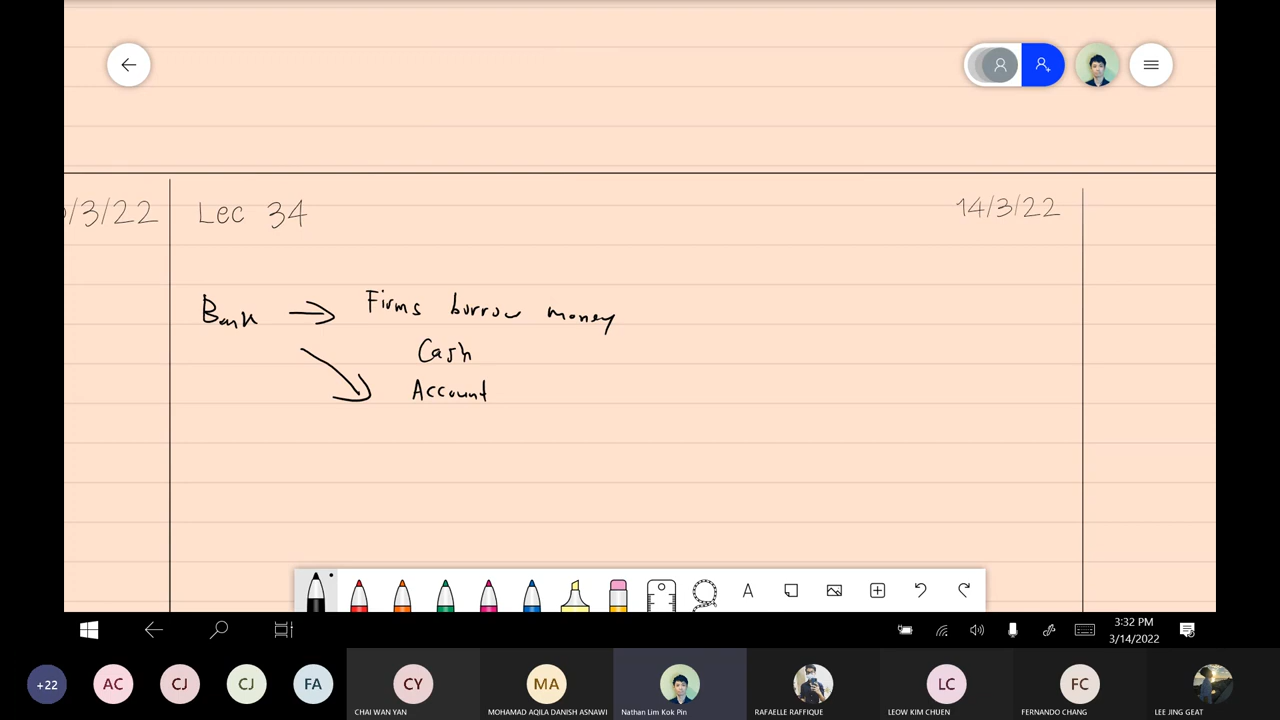 /3/22 Lec 34 14/3/22
Bank → Firms borrow money
Cash
Account
A
3:32 PM
3/14/2022
+22 AC CJ CJ FA CY MA LC FC
CHAI WAN YAN MOHAMAD AQILA DANISH ASNAWI Nathan Lim Kok Pin RAFAELLE RAFFIQUE LEOW KIM CHUEN FERNANDO CHANG LEE JING GEAT